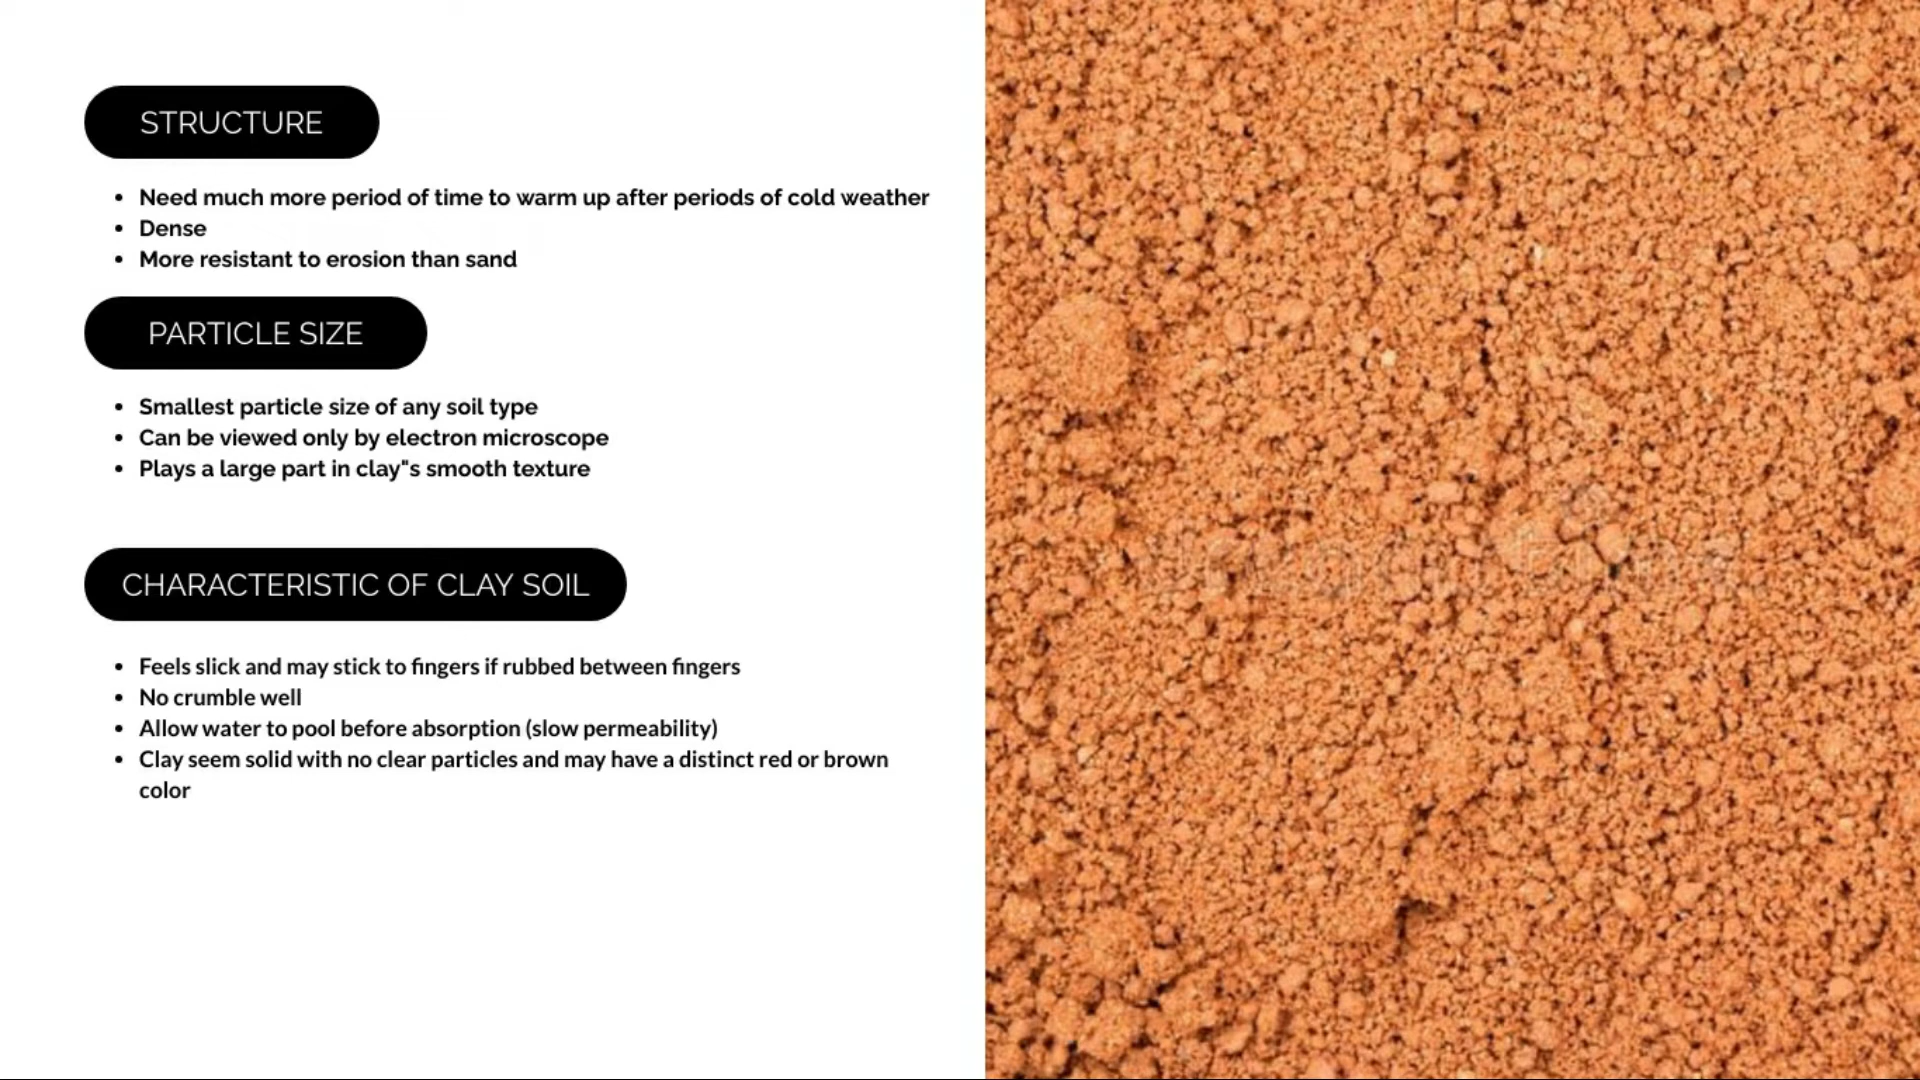 STRUCTURE
Need much more period of time to warm up after periods of cold weather
Dense
More resistant to erosion than sand
PARTICLE SIZE
Smallest particle size of any soil type
Can be viewed only by electron microscope
Plays a large part in clay"s smooth texture
CHARACTERISTIC OF CLAY SOIL
Feels slick and may stick to fingers if rubbed between fingers
No crumble well
Allow water to pool before absorption (slow permeability)
Clay seem solid with no clear particles and may have a distinct red or brown
color